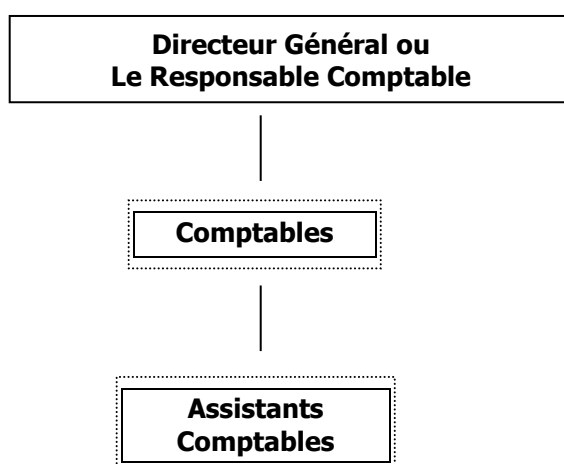 Directeur Général ou
Le Responsable Comptable
Comptables
Assistants
Comptables